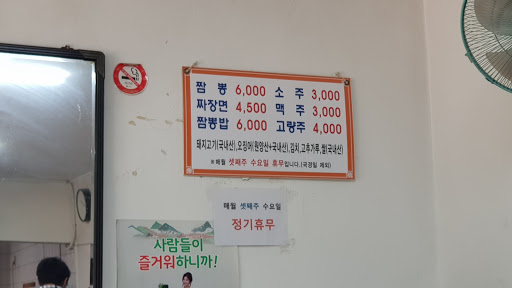 짬 뽕 6,000 소 주 3,000
짜장면 4,500 맥 주 3,000
짬뽕밥 6,000 고량주 4,000
돼지고기(국내산),오징어(원양산+국내산),김치,고추가루,쌀(국내산)
※매월 셋째주 수요일 휴무입니다.(국경일 예외)
매월 셋째주 수요일
정기휴무
사람들이
즐거워하니까!